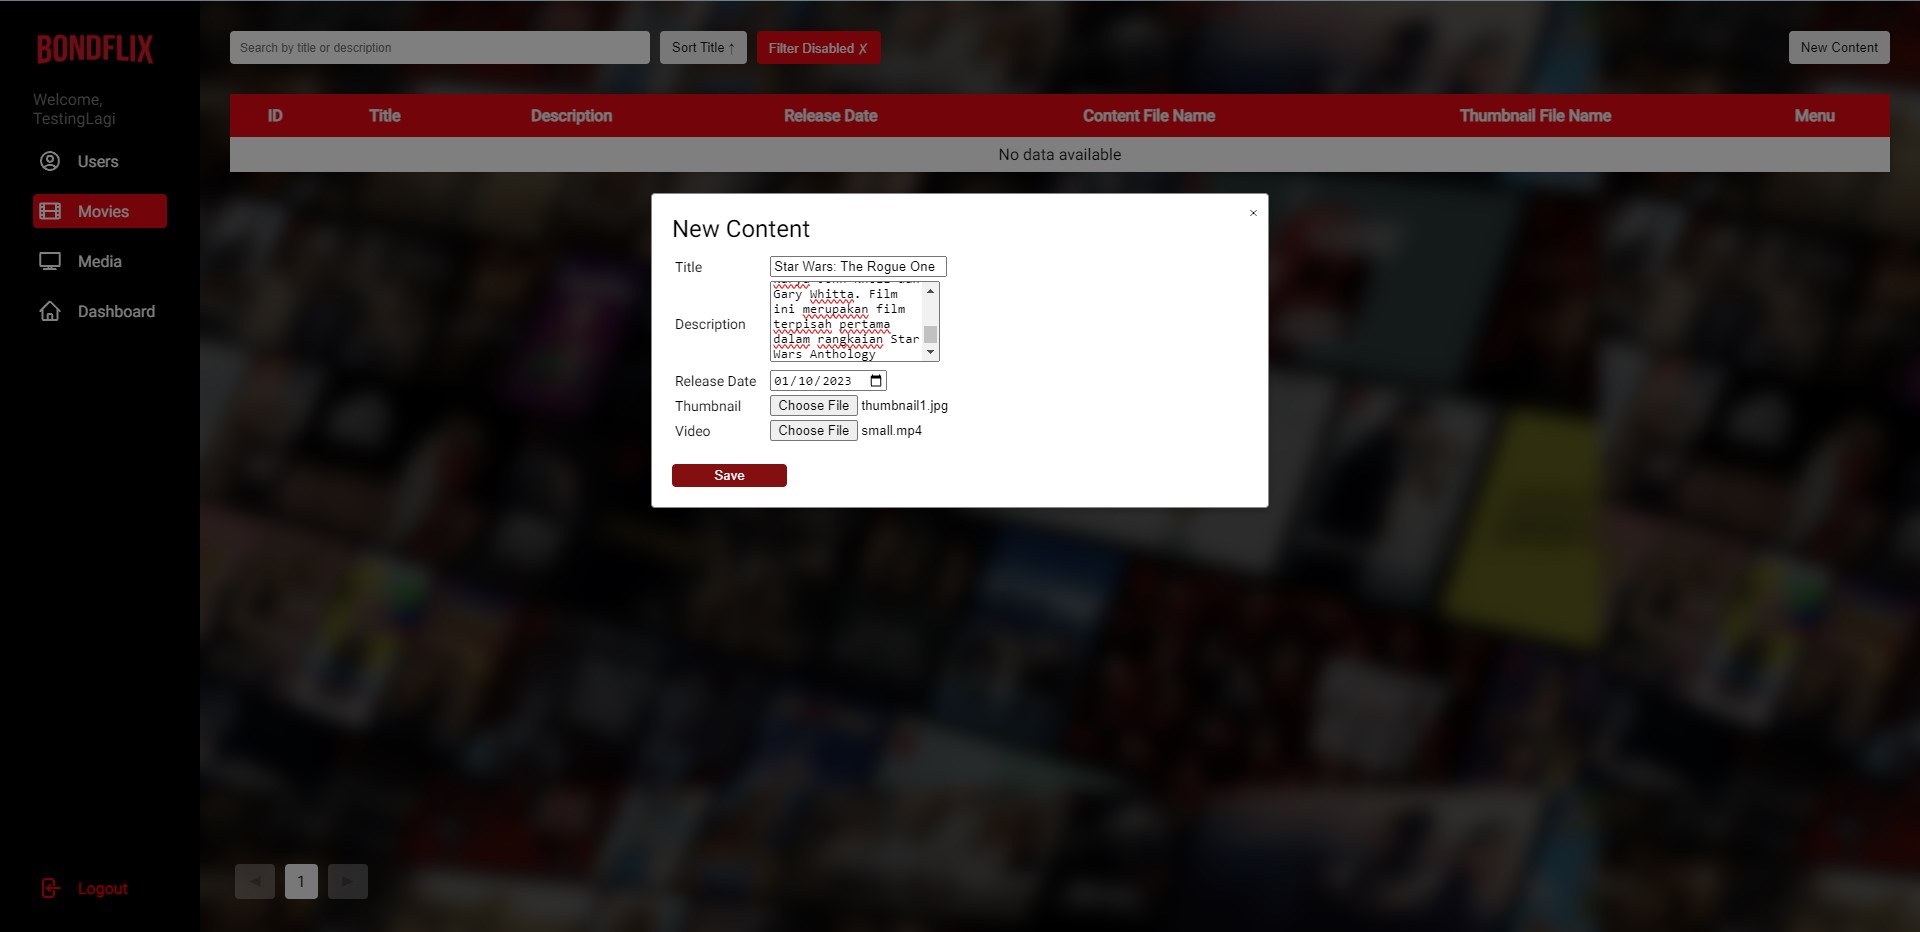 BONDFLIX
Welcome,
TestingLagi
Users
Movies
Media
Dashboard
Logout
Search by title or description
Sort Title ↑
Filter Disabled ✗
New Content
ID Title Description Release Date Content File Name Thumbnail File Name Menu
No data available
New Content
×
Title
Star Wars: The Rogue One
Description
Gary Whitta. Film
ini merupakan film
terpisah pertama
dalam rangkaian Star
Wars Anthology
Release Date
01/10/2023
Thumbnail
Choose File thumbnail1.jpg
Video
Choose File small.mp4
Save
◀ 1 ▶